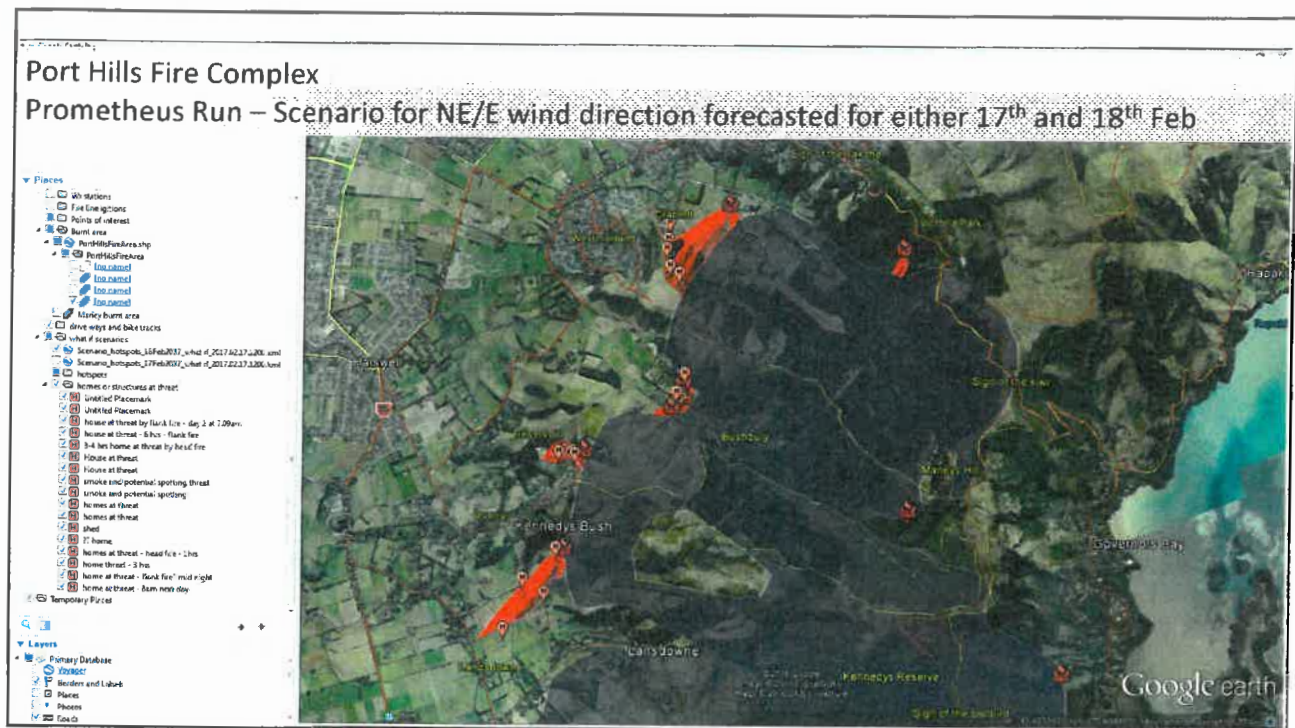 Port Hills Fire Complex
Prometheus Run – Scenario for NE/E wind direction forecasted for either 17th and 18th Feb
Places
Fire line ignitions
Points of interest
Burnt area
PortHillsFireArea.shp
PortHillsFireArea
[no name]
[no name]
[no name]
[no name]
Marley burnt area
drive ways and bike tracks
what if scenarios
hotspots
homes or structures at threat
Untitled Placemark
Untitled Placemark
house at threat by flank fire - day 2 at 7.00am
house at threat - 6 hrs - flank fire
3-4 hrs home at threat by head fire
House at threat
House at threat
smoke and potential spotting threat
smoke and potential spotting
homes at threat
homes at threat
shed
home
homes at threat - head fire - 1hrs
home threat - 3 hrs
home at threat - flank fire mid night
home at threat - 8am next day
Temporary Places
Layers
Primary Database
Voyager
Borders and Labels
Places
Photos
Roads
Halswell
Sign of the Kiwi
Bushbury
Marleys Hill
Kennedys Bush
Governors Bay
Lansdowne
Kennedys Reserve
Google earth